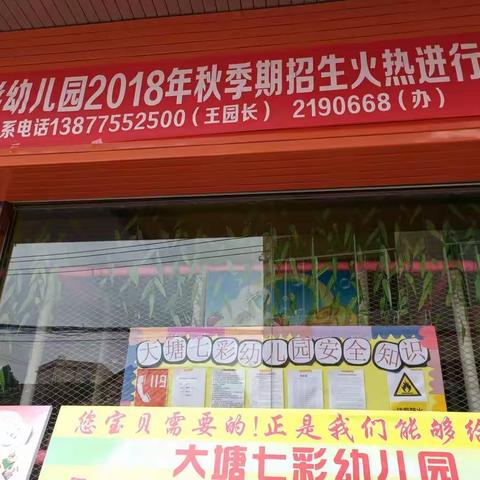 彩幼儿园2018年秋季期招生火热进行
系电话13877552500（王园长） 2190668（办）
大塘七彩幼儿园安全知识
119
您宝贝需要的！正是我们能够给
大塘七彩幼儿园